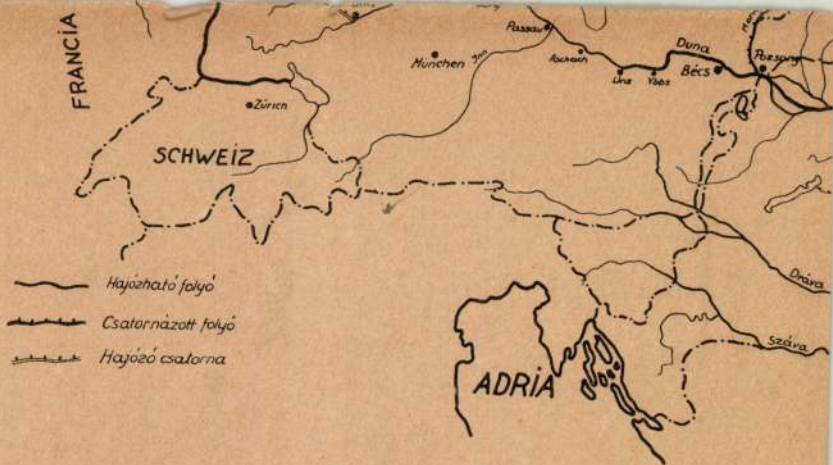 FRANCIA
Passau
München
Inn
Aschach
Linz
Ybbs
Duna
Bécs
Pozsony
Zürich
SCHWEIZ
Dráva
Száva
ADRIA
Hajózható folyó
Csatornázott folyó
Hajózó csatorna